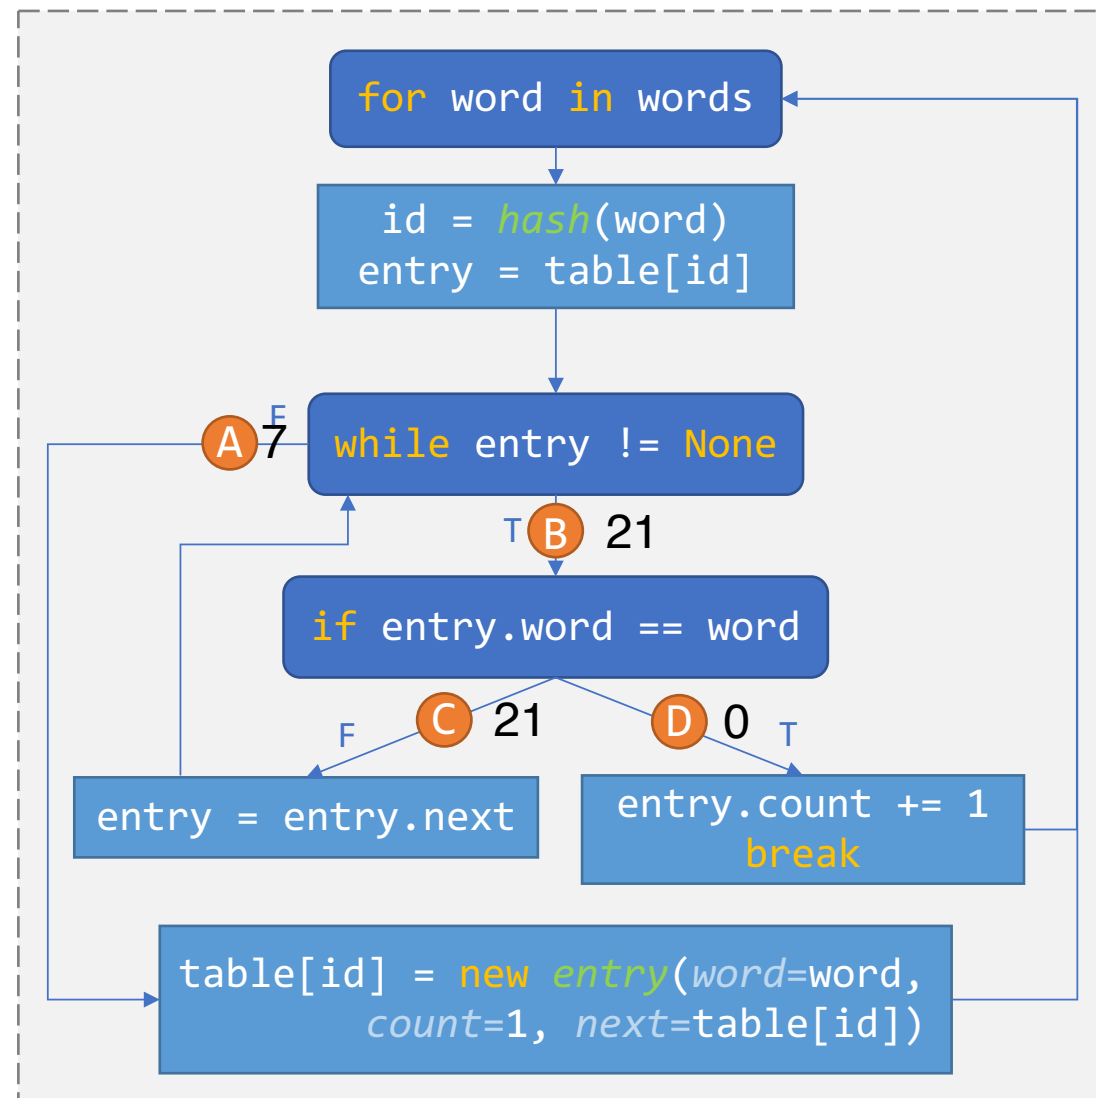 for word in words
id = hash(word)
entry = table[id]
F
A 7
while entry != None
T B 21
if entry.word == word
F C 21
D 0 T
entry = entry.next
entry.count += 1
break
table[id] = new entry(word=word,
count=1, next=table[id])